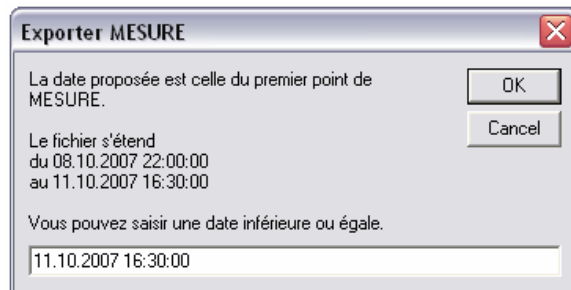 Exporter MESURE
La date proposée est celle du premier point de
MESURE.
OK
Cancel
Le fichier s'étend
du 08.10.2007 22:00:00
au 11.10.2007 16:30:00
Vous pouvez saisir une date inférieure ou égale.
11.10.2007 16:30:00